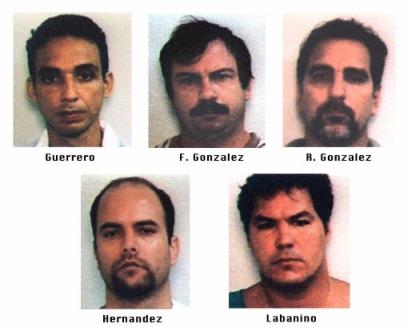 Guerrero
F. Gonzalez
R. Gonzalez
Hernandez
Labanino